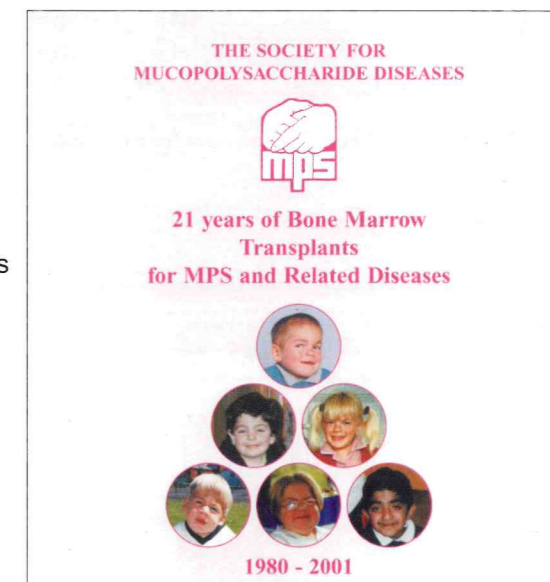 THE SOCIETY FOR
MUCOPOLYSACCHARIDE DISEASES
mps
21 years of Bone Marrow
Transplants
for MPS and Related Diseases
s
1980 - 2001